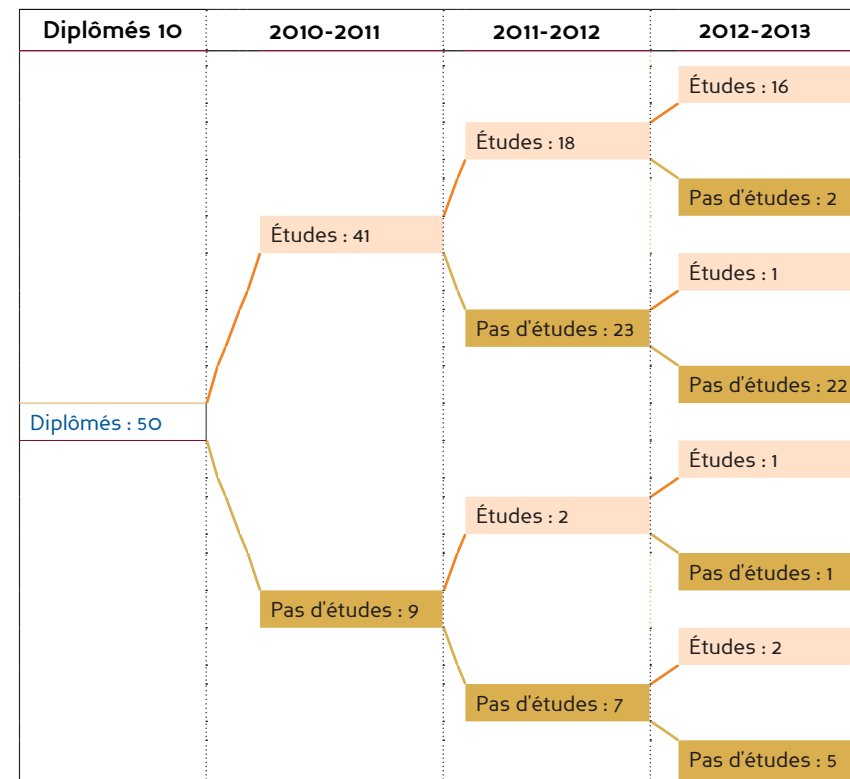 Diplômés 10 2010-2011 2011-2012 2012-2013
Études : 16
Études : 18
Pas d'études : 2
Études : 41
Études : 1
Pas d'études : 23
Pas d'études : 22
Diplômés : 50
Études : 1
Études : 2
Pas d'études : 1
Pas d'études : 9
Études : 2
Pas d'études : 7
Pas d'études : 5